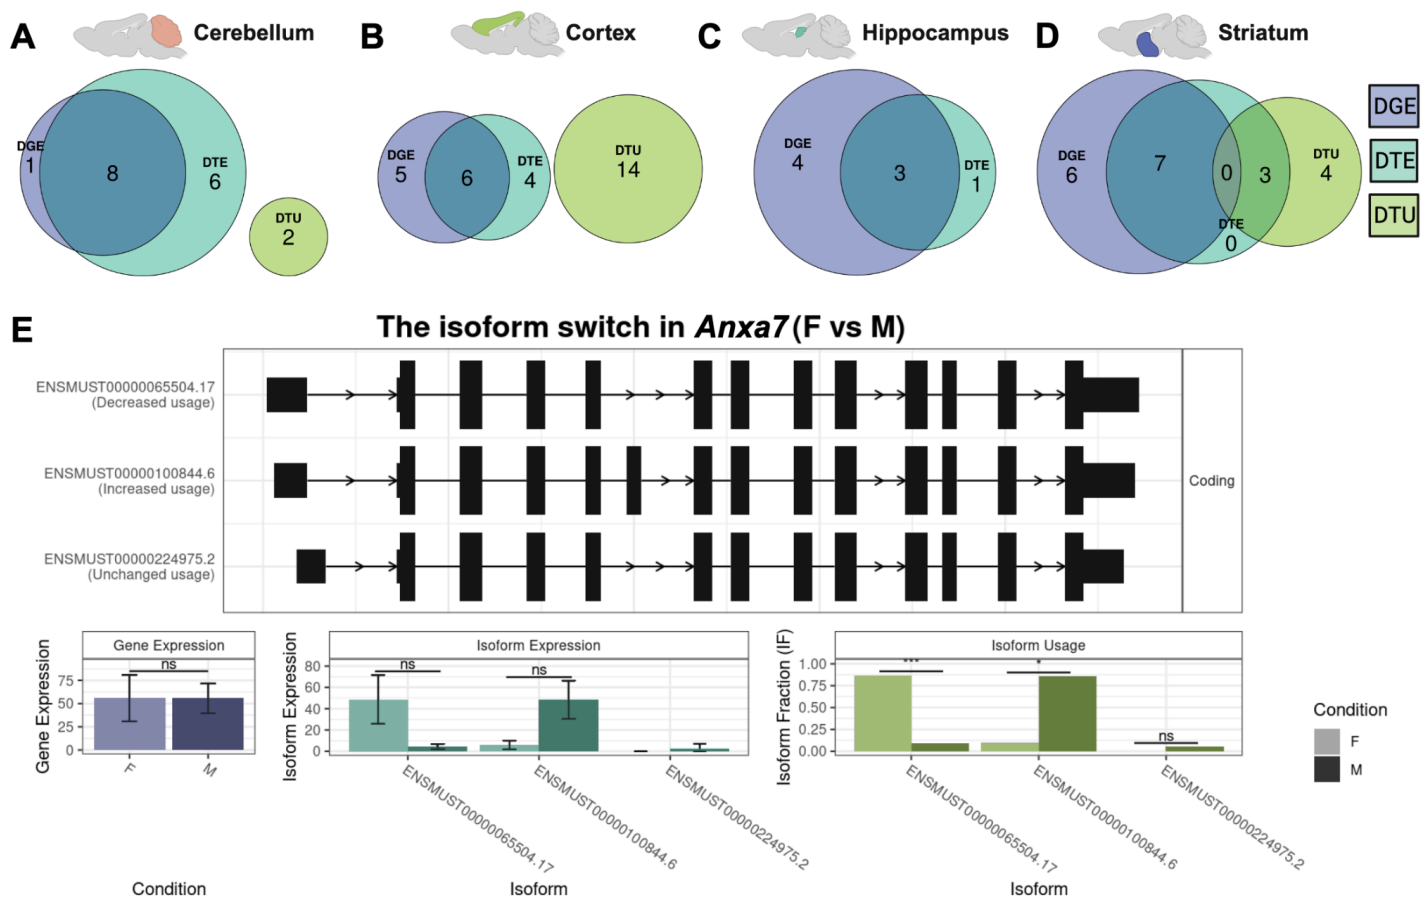 A
Cerebellum
B
Cortex
C
Hippocampus
D
Striatum
DGE
1
8
DTE
6
DTU
2
DGE
5
6
DTE
4
DTU
14
DGE
4
3
DTE
1
DGE
6
7
0
3
DTU
4
DTE
0
DGE
DTE
DTU
E
The isoform switch in Anxa7 (F vs M)
ENSMUST00000065504.17
(Decreased usage)
ENSMUST00000100844.6
(Increased usage)
ENSMUST00000224975.2
(Unchanged usage)
Coding
Gene Expression
Gene Expression
ns
75
50
25
0
F
M
Condition
Isoform Expression
Isoform Expression
ns
ns
80
60
40
20
0
ENSMUST00000065504.17
ENSMUST00000100844.6
ENSMUST00000224975.2
Isoform
Isoform Fraction (IF)
Isoform Usage
***
*
ns
1.00
0.75
0.50
0.25
0.00
ENSMUST00000065504.17
ENSMUST00000100844.6
ENSMUST00000224975.2
Isoform
Condition
F
M